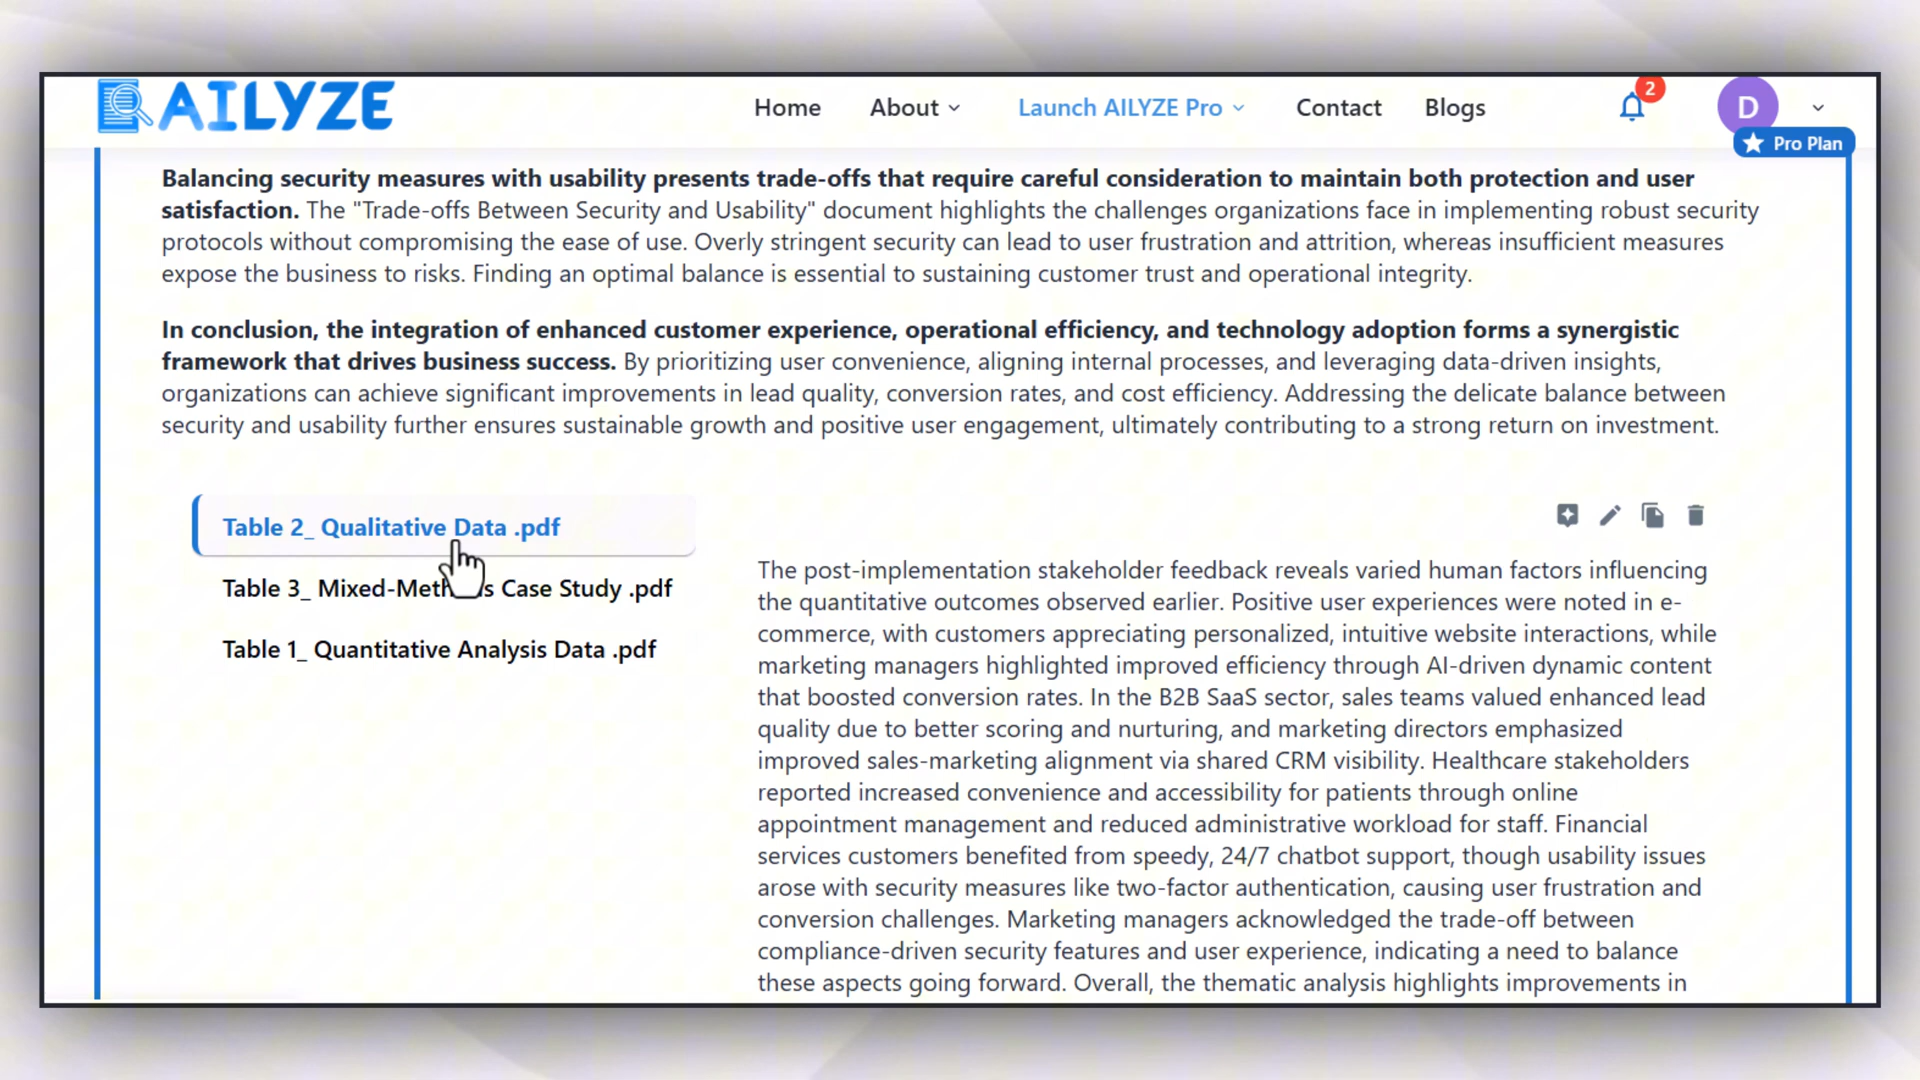 AILYZE
Home About Launch AILYZE Pro Contact Blogs 2 D
Pro Plan
Balancing security measures with usability presents trade-offs that require careful consideration to maintain both protection and user
satisfaction. The "Trade-offs Between Security and Usability" document highlights the challenges organizations face in implementing robust security
protocols without compromising the ease of use. Overly stringent security can lead to user frustration and attrition, whereas insufficient measures
expose the business to risks. Finding an optimal balance is essential to sustaining customer trust and operational integrity.
In conclusion, the integration of enhanced customer experience, operational efficiency, and technology adoption forms a synergistic
framework that drives business success. By prioritizing user convenience, aligning internal processes, and leveraging data-driven insights,
organizations can achieve significant improvements in lead quality, conversion rates, and cost efficiency. Addressing the delicate balance between
security and usability further ensures sustainable growth and positive user engagement, ultimately contributing to a strong return on investment.
Table 2_ Qualitative Data .pdf
Table 3_ Mixed-Meth s Case Study .pdf
Table 1_ Quantitative Analysis Data .pdf
The post-implementation stakeholder feedback reveals varied human factors influencing
the quantitative outcomes observed earlier. Positive user experiences were noted in e-
commerce, with customers appreciating personalized, intuitive website interactions, while
marketing managers highlighted improved efficiency through AI-driven dynamic content
that boosted conversion rates. In the B2B SaaS sector, sales teams valued enhanced lead
quality due to better scoring and nurturing, and marketing directors emphasized
improved sales-marketing alignment via shared CRM visibility. Healthcare stakeholders
reported increased convenience and accessibility for patients through online
appointment management and reduced administrative workload for staff. Financial
services customers benefited from speedy, 24/7 chatbot support, though usability issues
arose with security measures like two-factor authentication, causing user frustration and
conversion challenges. Marketing managers acknowledged the trade-off between
compliance-driven security features and user experience, indicating a need to balance
these aspects going forward. Overall, the thematic analysis highlights improvements in